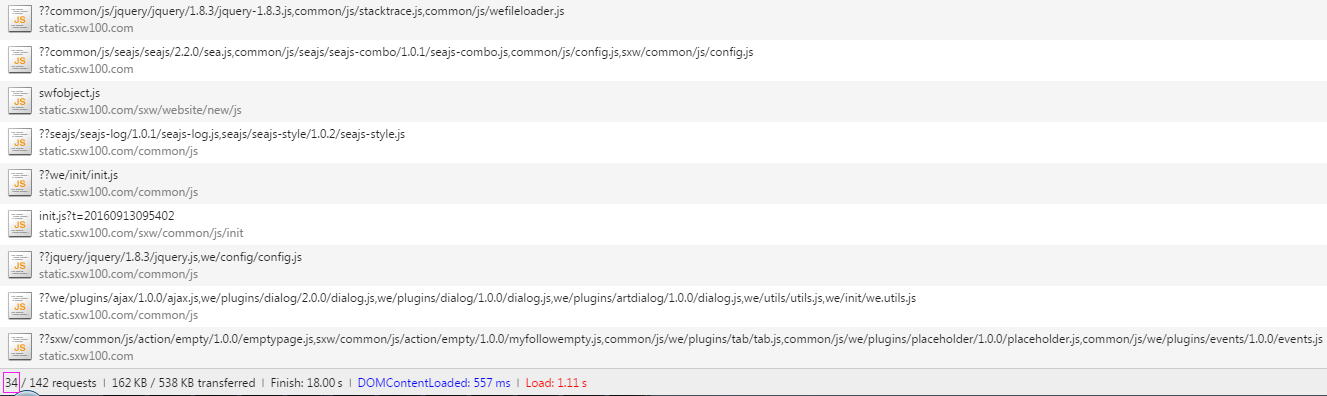 ??common/js/jquery/jquery/1.8.3/jquery-1.8.3.js,common/js/stacktrace.js,common/js/wefileloader.js
static.sxw100.com
??common/js/seajs/seajs/2.2.0/sea.js,common/js/seajs/seajs-combo/1.0.1/seajs-combo.js,common/js/config.js,sxw/common/js/config.js
static.sxw100.com
swfobject.js
static.sxw100.com/sxw/website/new/js
??seajs/seajs-log/1.0.1/seajs-log.js,seajs/seajs-style/1.0.2/seajs-style.js
static.sxw100.com/common/js
??we/init/init.js
static.sxw100.com/common/js
init.js?t=20160913095402
static.sxw100.com/sxw/common/js/init
??jquery/jquery/1.8.3/jquery.js,we/config/config.js
static.sxw100.com/common/js
??we/plugins/ajax/1.0.0/ajax.js,we/plugins/dialog/2.0.0/dialog.js,we/plugins/dialog/1.0.0/dialog.js,we/plugins/artdialog/1.0.0/dialog.js,we/utils/utils.js,we/init/we.utils.js
static.sxw100.com/common/js
??sxw/common/js/action/empty/1.0.0/emptypage.js,sxw/common/js/action/empty/1.0.0/myfollowempty.js,common/js/we/plugins/tab/tab.js,common/js/we/plugins/placeholder/1.0.0/placeholder.js,common/js/we/plugins/events/1.0.0/events.js
static.sxw100.com
34 / 142 requests | 162 KB / 538 KB transferred | Finish: 18.00 s | DOMContentLoaded: 557 ms | Load: 1.11 s